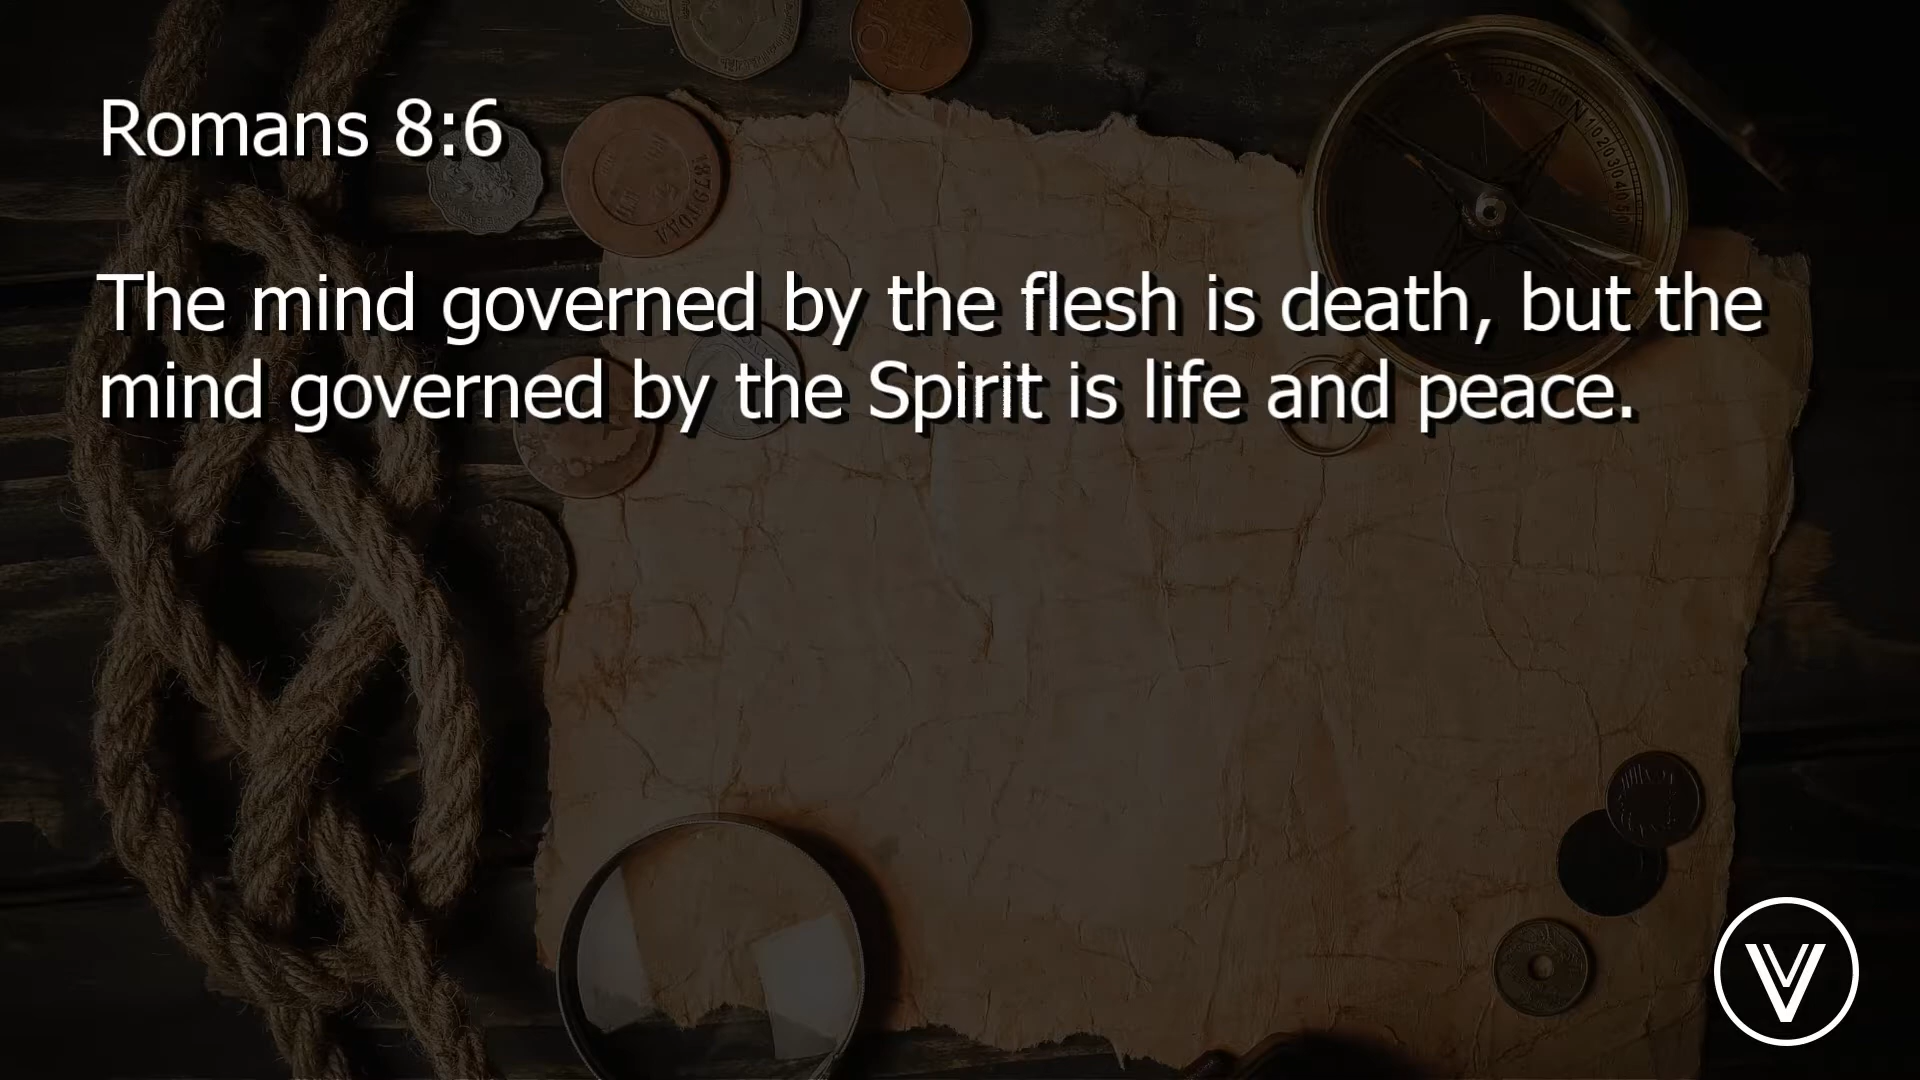 Romans 8:6
The mind governed by the flesh is death, but the
mind governed by the Spirit is life and peace.